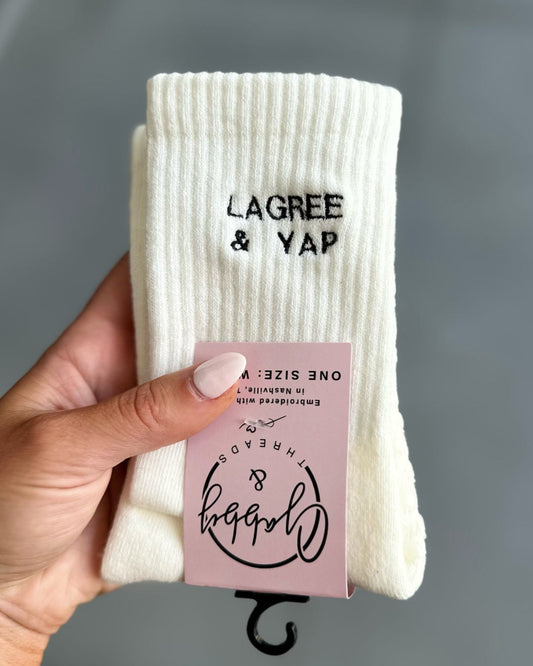 LAGREE
& YAP
ONE SIZE: W
Embroidered with
in Nashville,
Gabby
&
THREADS